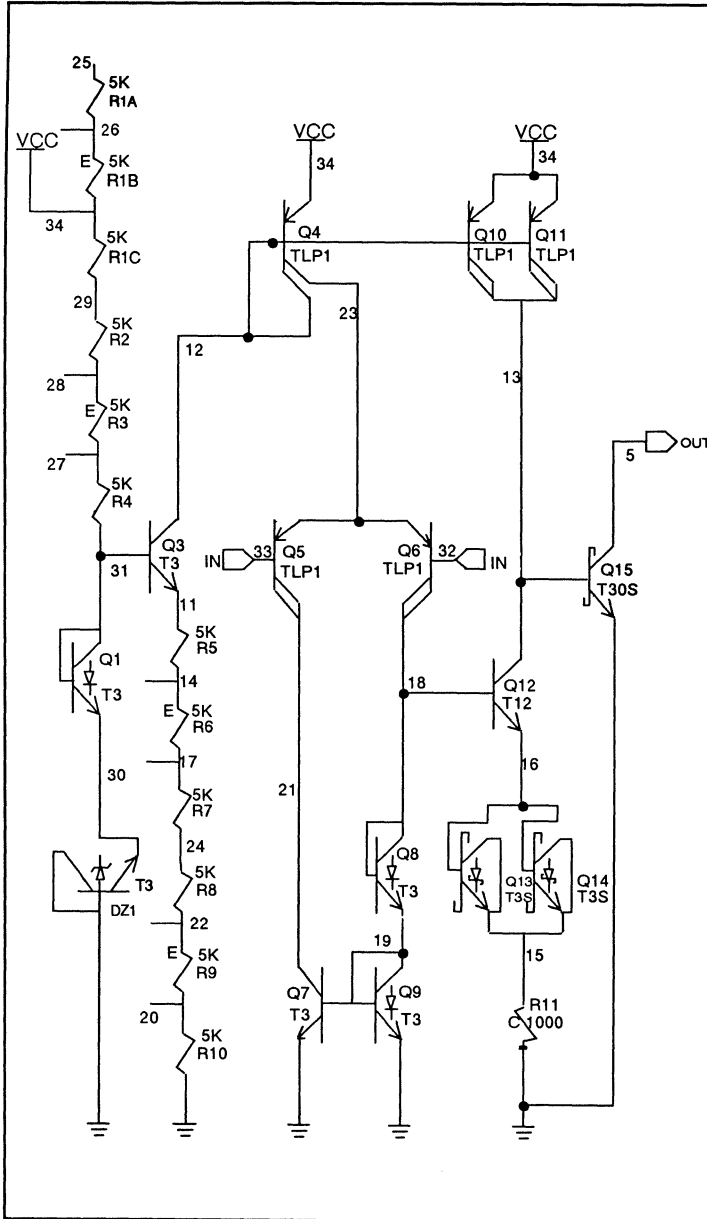 25
5K
R1A
26
VCC
E 5K
R1B
34
5K
R1C
29
5K
R2
28
E 5K
R3
27
5K
R4
31
Q3
T3
11
5K
R5
14
E 5K
R6
17
5K
R7
24
5K
R8
22
E 5K
R9
20
5K
R10
Q1
T3
30
T3
DZ1
VCC
34
Q4
TLP1
12
23
IN 33
Q5
TLP1
Q6
TLP1
32 IN
21
18
Q8
T3
19
Q7
T3
Q9
T3
VCC
34
Q10
TLP1
Q11
TLP1
13
5
OUT
Q15
T30S
Q12
T12
16
Q13
T3S
Q14
T3S
15
R11
C 1000